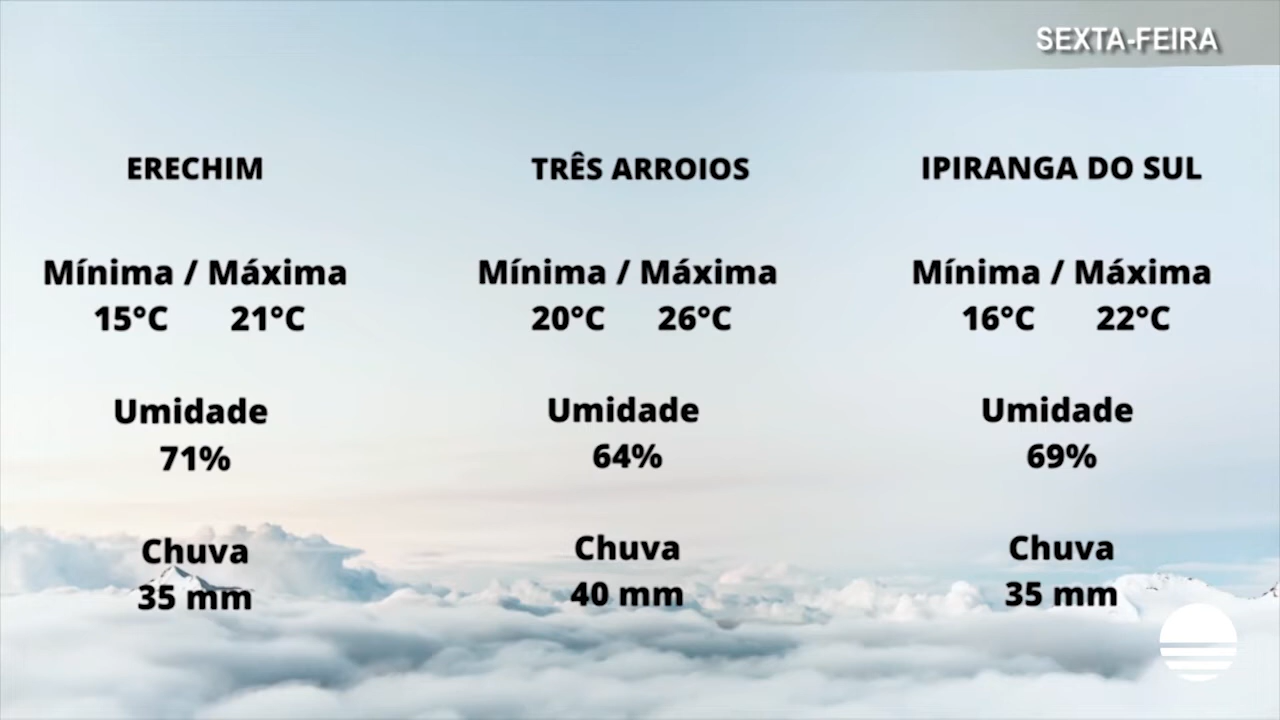 SEXTA-FEIRA
ERECHIM
Mínima / Máxima
15°C 21°C
Umidade
71%
Chuva
35 mm
TRÊS ARROIOS
Mínima / Máxima
20°C 26°C
Umidade
64%
Chuva
40 mm
IPIRANGA DO SUL
Mínima / Máxima
16°C 22°C
Umidade
69%
Chuva
35 mm